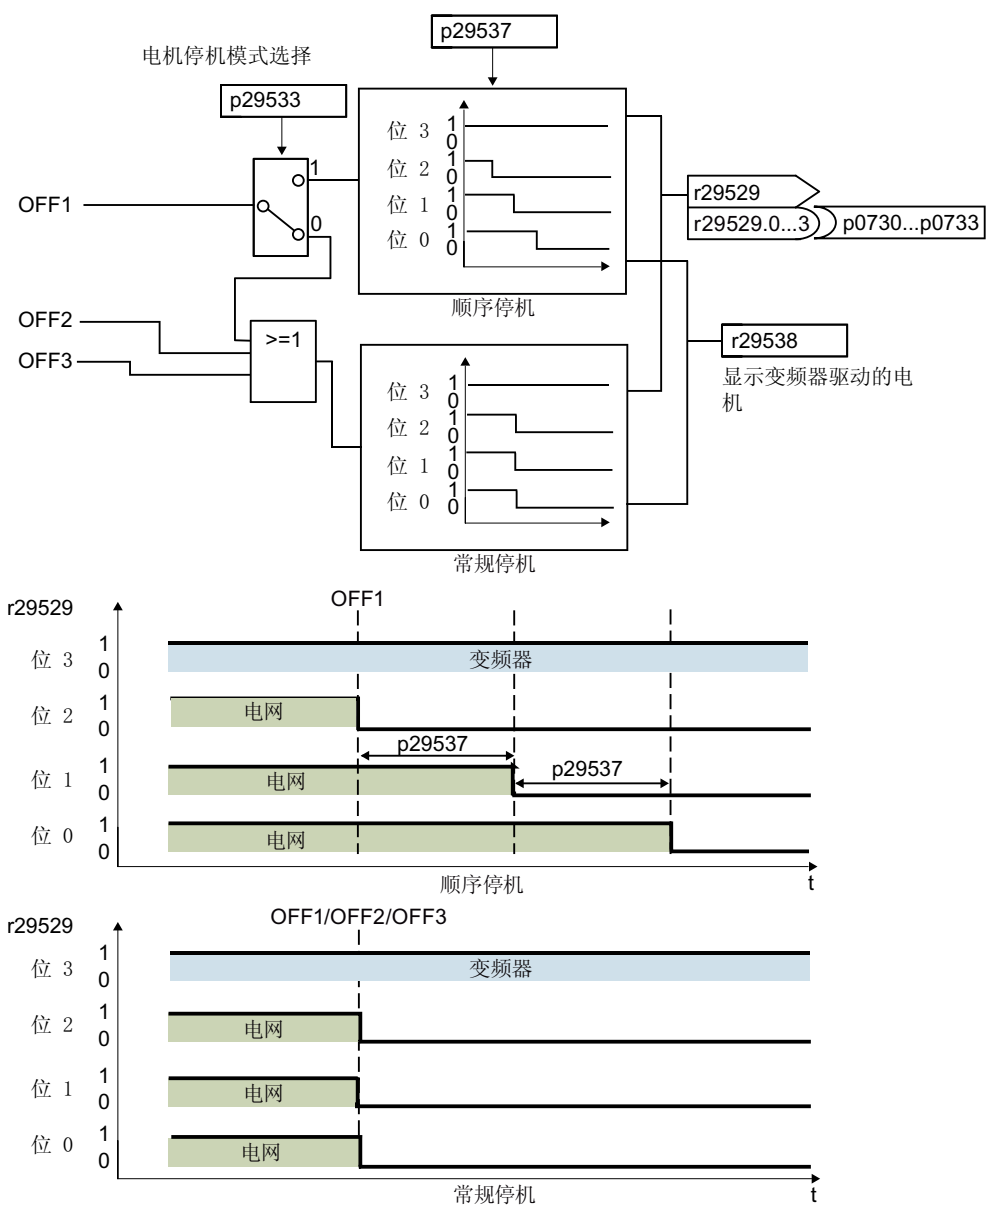 p29537
电机停机模式选择
p29533
OFF1
1
0
位 3 1 0
位 2 1 0
位 1 1 0
位 0 1 0
顺序停机
r29529
r29529.0...3
p0730...p0733
OFF2
OFF3
>=1
位 3 1 0
位 2 1 0
位 1 1 0
位 0 1 0
常规停机
r29538
显示变频器驱动的电
机
r29529
OFF1
位 3 1 0 变频器
位 2 1 0 电网
p29537
位 1 1 0 电网
p29537
位 0 1 0 电网
顺序停机
t
r29529
OFF1/OFF2/OFF3
位 3 1 0 变频器
位 2 1 0 电网
位 1 1 0 电网
位 0 1 0 电网
常规停机
t